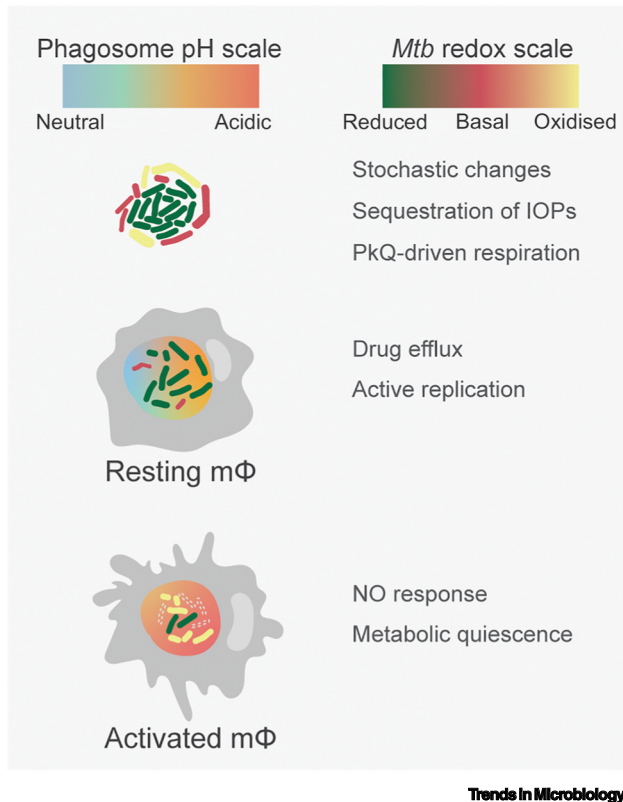 Phagosome pH scale
Mtb redox scale
Neutral
Acidic
Reduced
Basal
Oxidised
Stochastic changes
Sequestration of IOPs
PkQ-driven respiration
Drug efflux
Active replication
Resting mΦ
NO response
Metabolic quiescence
Activated mΦ
Trends in Microbiology